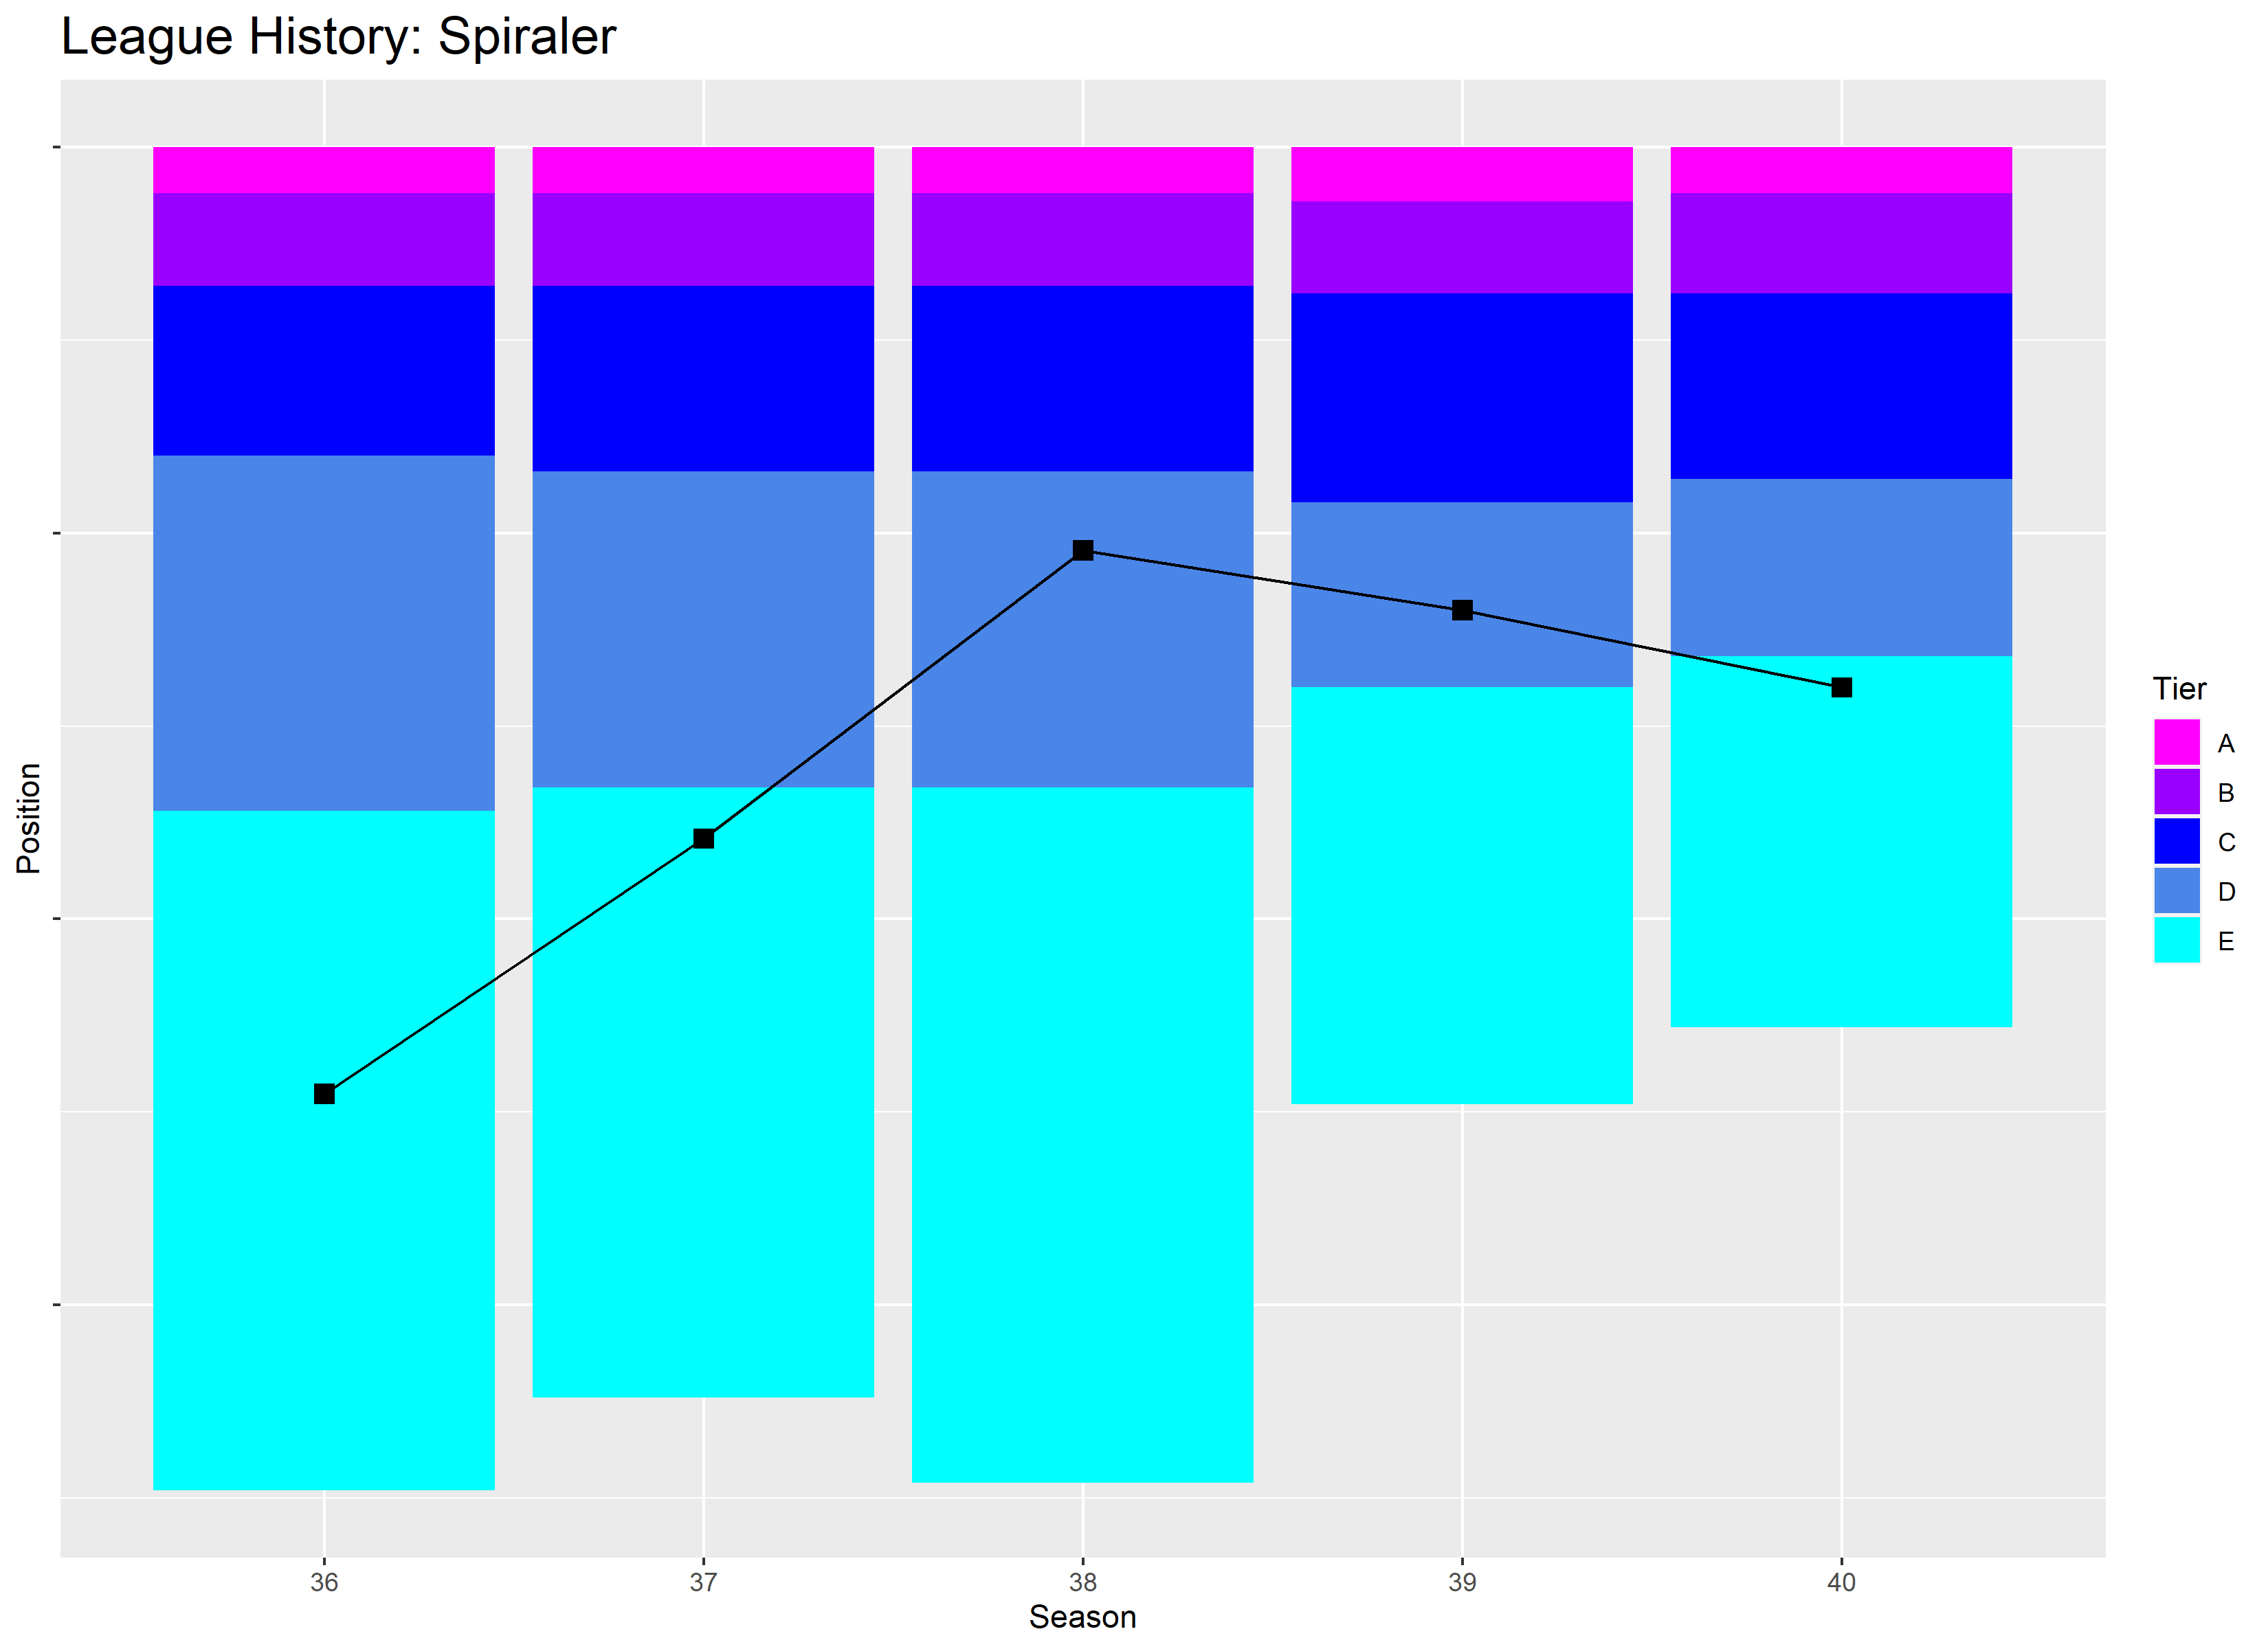 League History: Spiraler
Position
36
37
38
39
40
Season
Tier
A
B
C
D
E